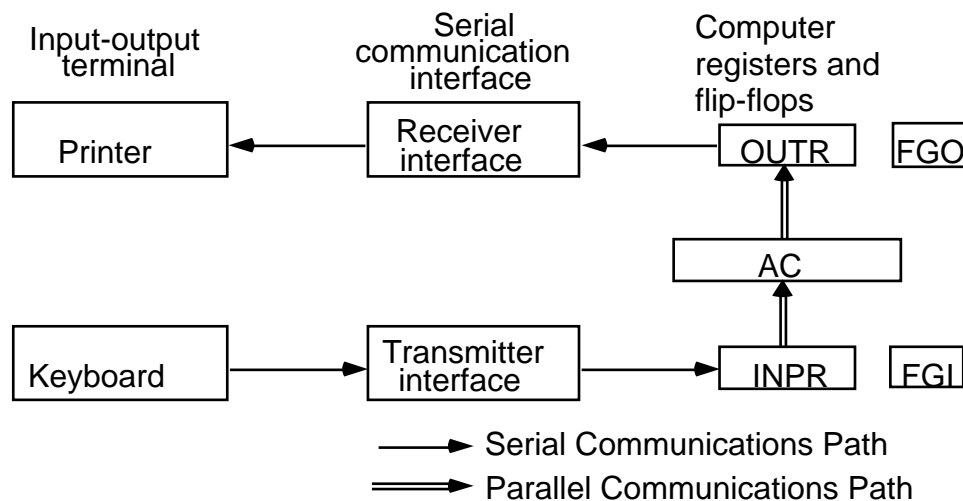 Input-output
terminal
Serial
communication
interface
Computer
registers and
flip-flops
Printer
Receiver
interface
OUTR
FGO
AC
Keyboard
Transmitter
interface
INPR
FGI
Serial Communications Path
Parallel Communications Path